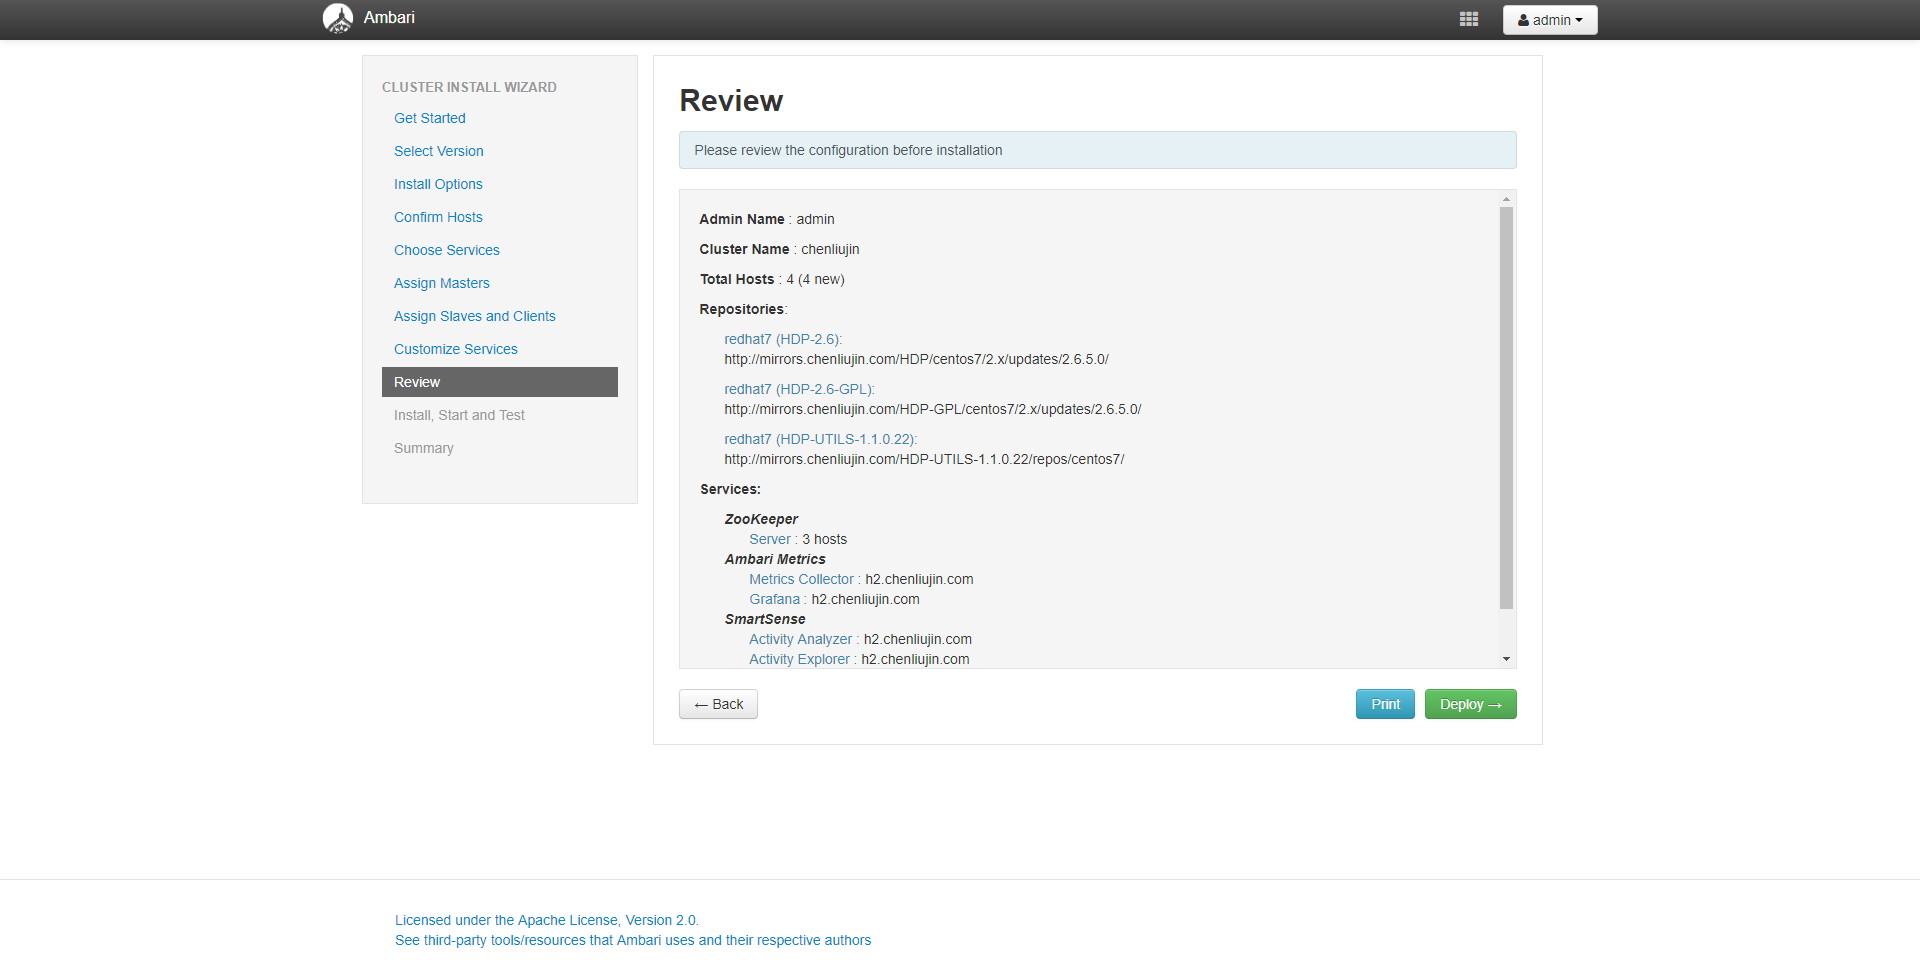 Ambari
admin
CLUSTER INSTALL WIZARD
Get Started
Select Version
Install Options
Confirm Hosts
Choose Services
Assign Masters
Assign Slaves and Clients
Customize Services
Review
Install, Start and Test
Summary
Review
Please review the configuration before installation
Admin Name : admin
Cluster Name : chenliujin
Total Hosts : 4 (4 new)
Repositories:
redhat7 (HDP-2.6):
http://mirrors.chenliujin.com/HDP/centos7/2.x/updates/2.6.5.0/
redhat7 (HDP-2.6-GPL):
http://mirrors.chenliujin.com/HDP-GPL/centos7/2.x/updates/2.6.5.0/
redhat7 (HDP-UTILS-1.1.0.22):
http://mirrors.chenliujin.com/HDP-UTILS-1.1.0.22/repos/centos7/
Services:
ZooKeeper
Server : 3 hosts
Ambari Metrics
Metrics Collector : h2.chenliujin.com
Grafana : h2.chenliujin.com
SmartSense
Activity Analyzer : h2.chenliujin.com
Activity Explorer : h2.chenliujin.com
← Back
Print
Deploy →
Licensed under the Apache License, Version 2.0.
See third-party tools/resources that Ambari uses and their respective authors